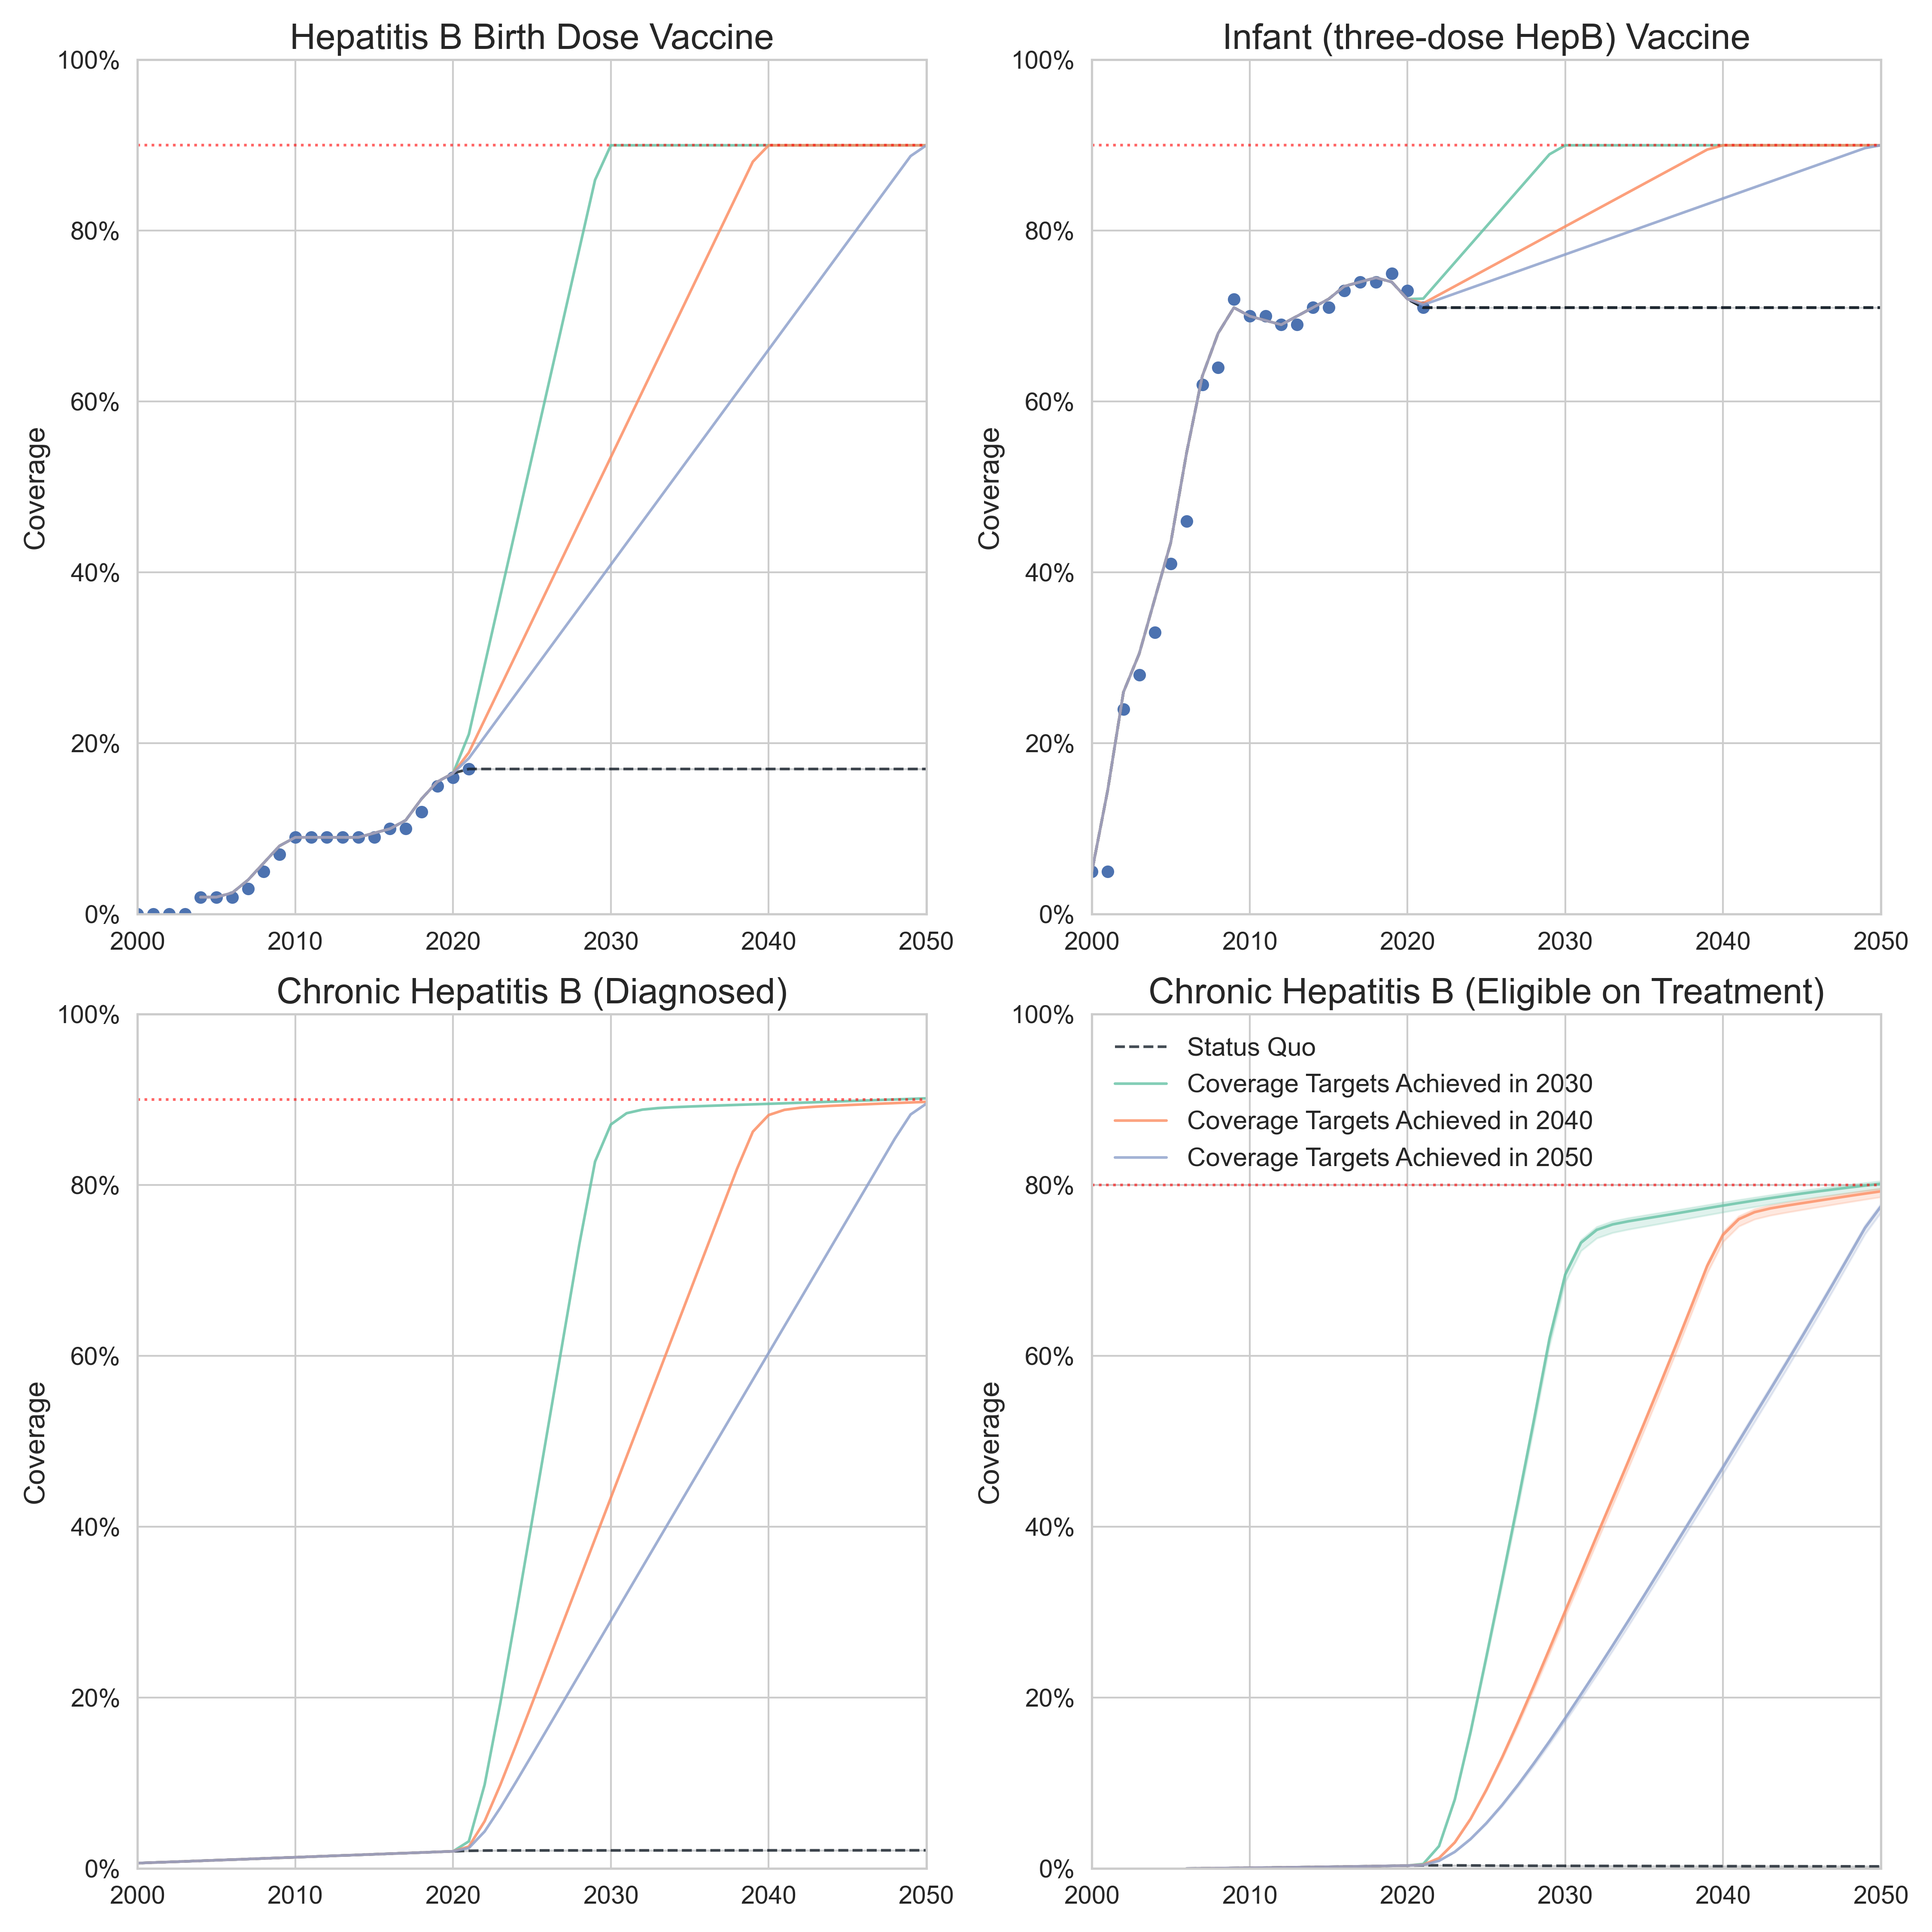 Hepatitis B Birth Dose Vaccine
100%
80%
60%
40%
20%
0%
Coverage
2000 2010 2020 2030 2040 2050
Infant (three-dose HepB) Vaccine
100%
80%
60%
40%
20%
0%
Coverage
2000 2010 2020 2030 2040 2050
Chronic Hepatitis B (Diagnosed)
100%
80%
60%
40%
20%
0%
Coverage
2000 2010 2020 2030 2040 2050
Chronic Hepatitis B (Eligible on Treatment)
Status Quo
Coverage Targets Achieved in 2030
Coverage Targets Achieved in 2040
Coverage Targets Achieved in 2050
100%
80%
60%
40%
20%
0%
Coverage
2000 2010 2020 2030 2040 2050